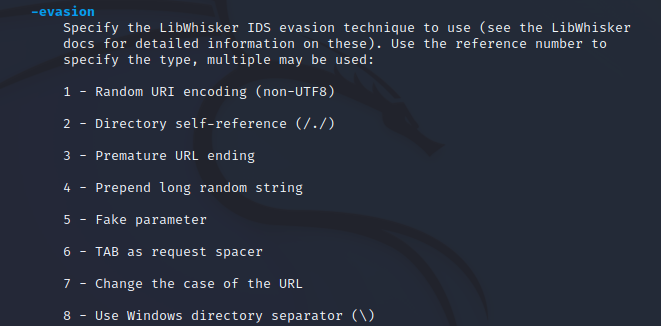 -evasion
Specify the LibWhisker IDS evasion technique to use (see the LibWhisker
docs for detailed information on these). Use the reference number to
specify the type, multiple may be used:
1 - Random URI encoding (non-UTF8)
2 - Directory self-reference (/./)
3 - Premature URL ending
4 - Prepend long random string
5 - Fake parameter
6 - TAB as request spacer
7 - Change the case of the URL
8 - Use Windows directory separator (\)